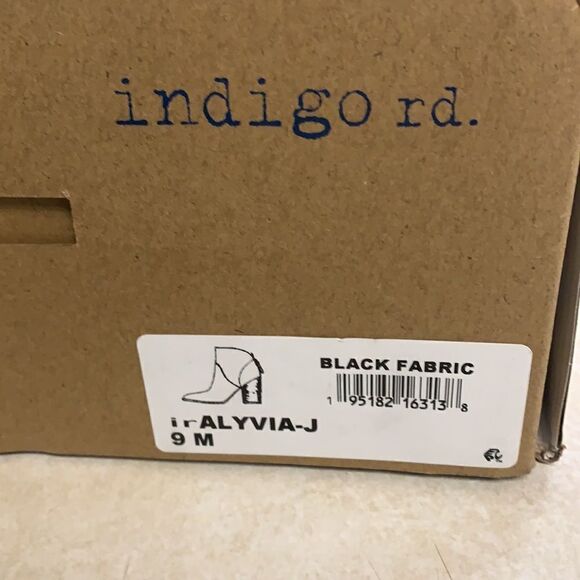 indigo rd.
BLACK FABRIC
1 95182 16313 8
irALYVIA-J
9 M